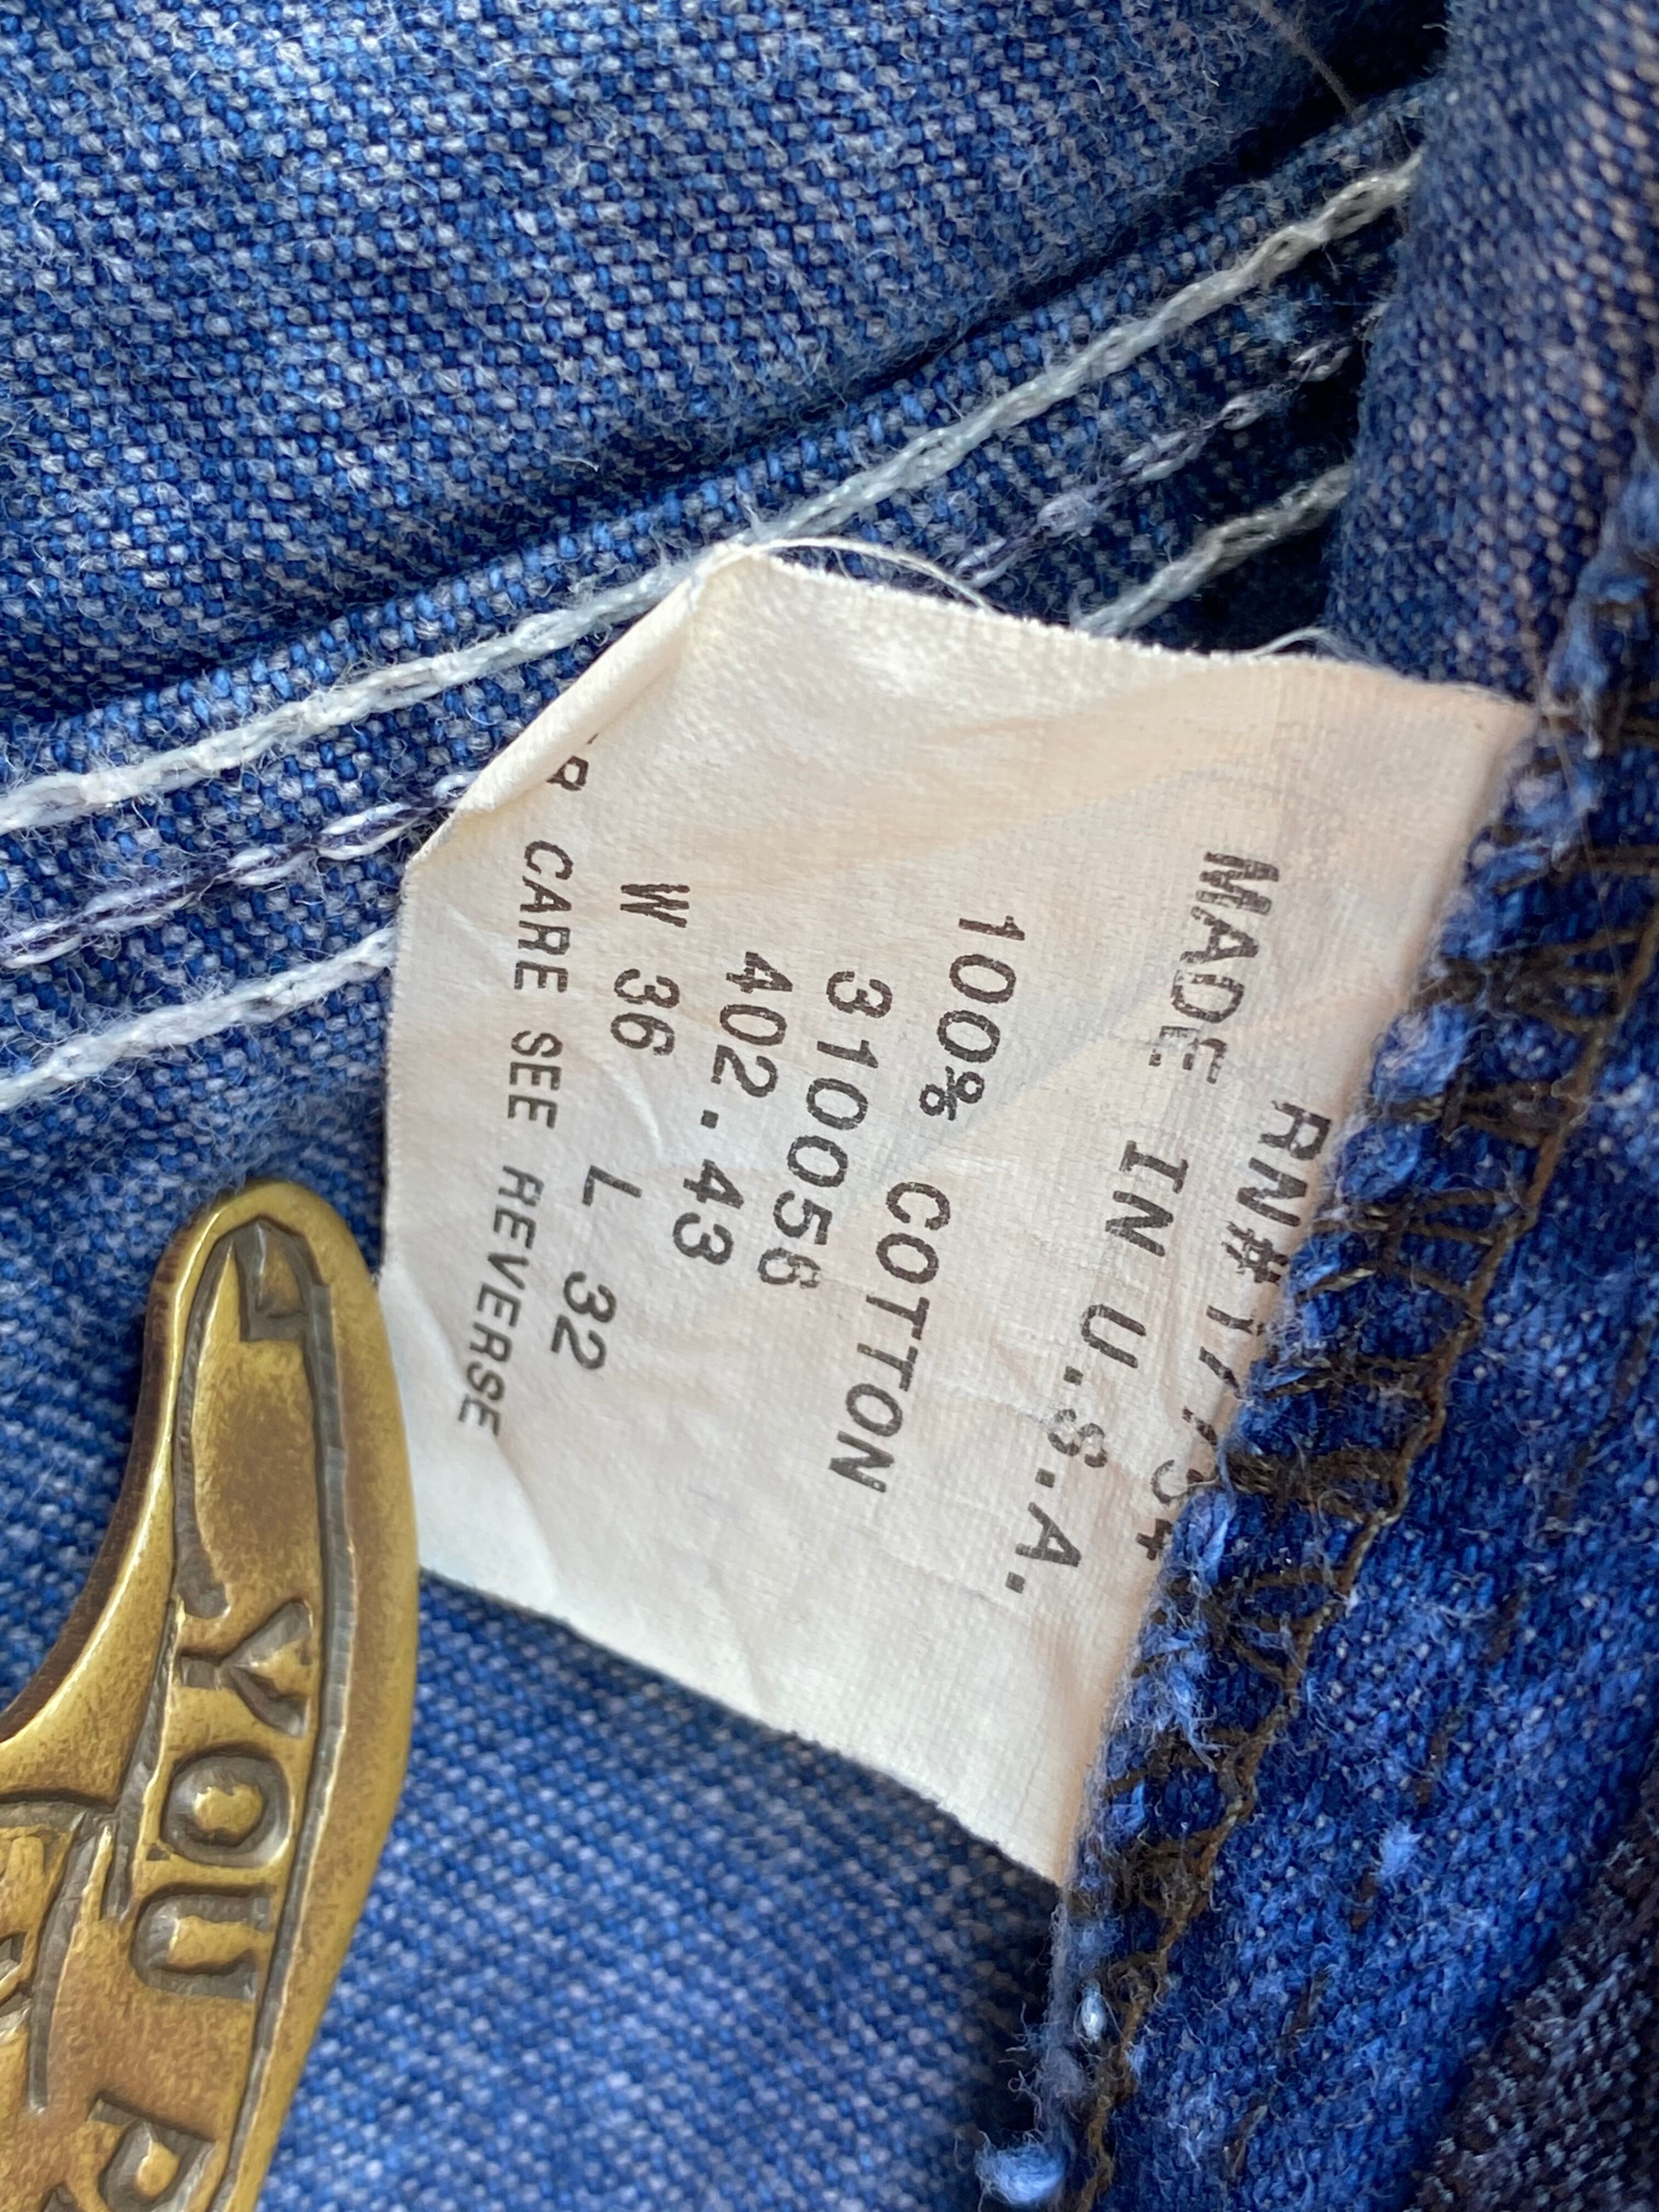 MADE IN U.S.A.
100% COTTON
310056
402.43
W 36 L 32
CARE SEE REVERSE
YOU